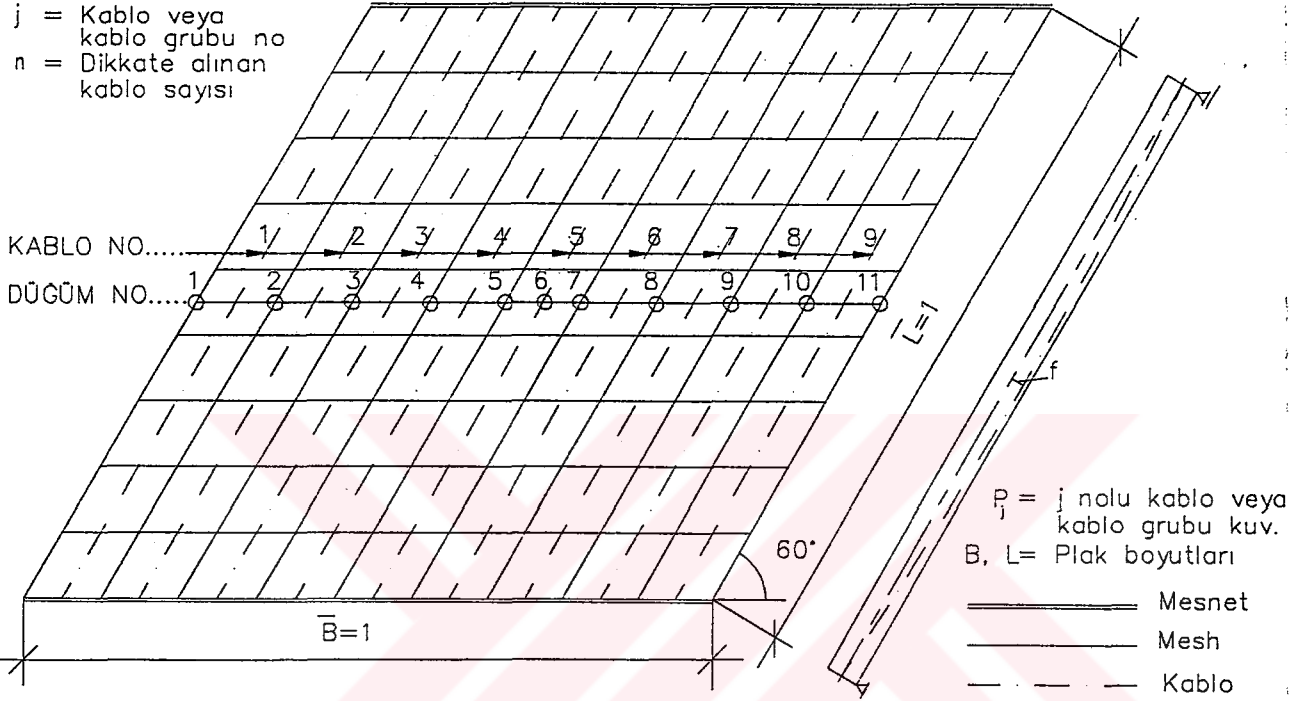 j = Kablo veya
kablo grubu no
n = Dikkate alınan
kablo sayısı
KABLO NO.....
1 2 3 4 5 6 7 8 9
DÜGÜM NO.....
1 2 3 4 5 6 7 8 9 10 11
L=1
f
60°
B=1
Pj = j nolu kablo veya
kablo grubu kuv.
B, L= Plak boyutları
Mesnet
Mesh
Kablo